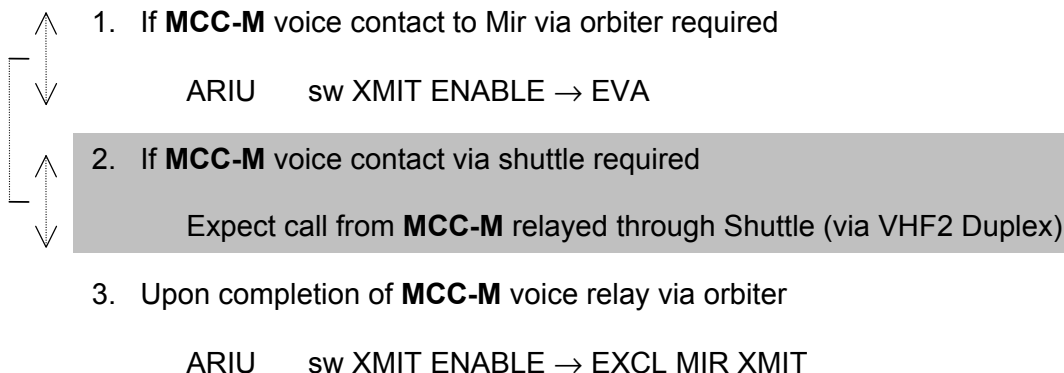 1. If MCC-M voice contact to Mir via orbiter required
ARIU sw XMIT ENABLE → EVA
2. If MCC-M voice contact via shuttle required
Expect call from MCC-M relayed through Shuttle (via VHF2 Duplex)
3. Upon completion of MCC-M voice relay via orbiter
ARIU sw XMIT ENABLE → EXCL MIR XMIT